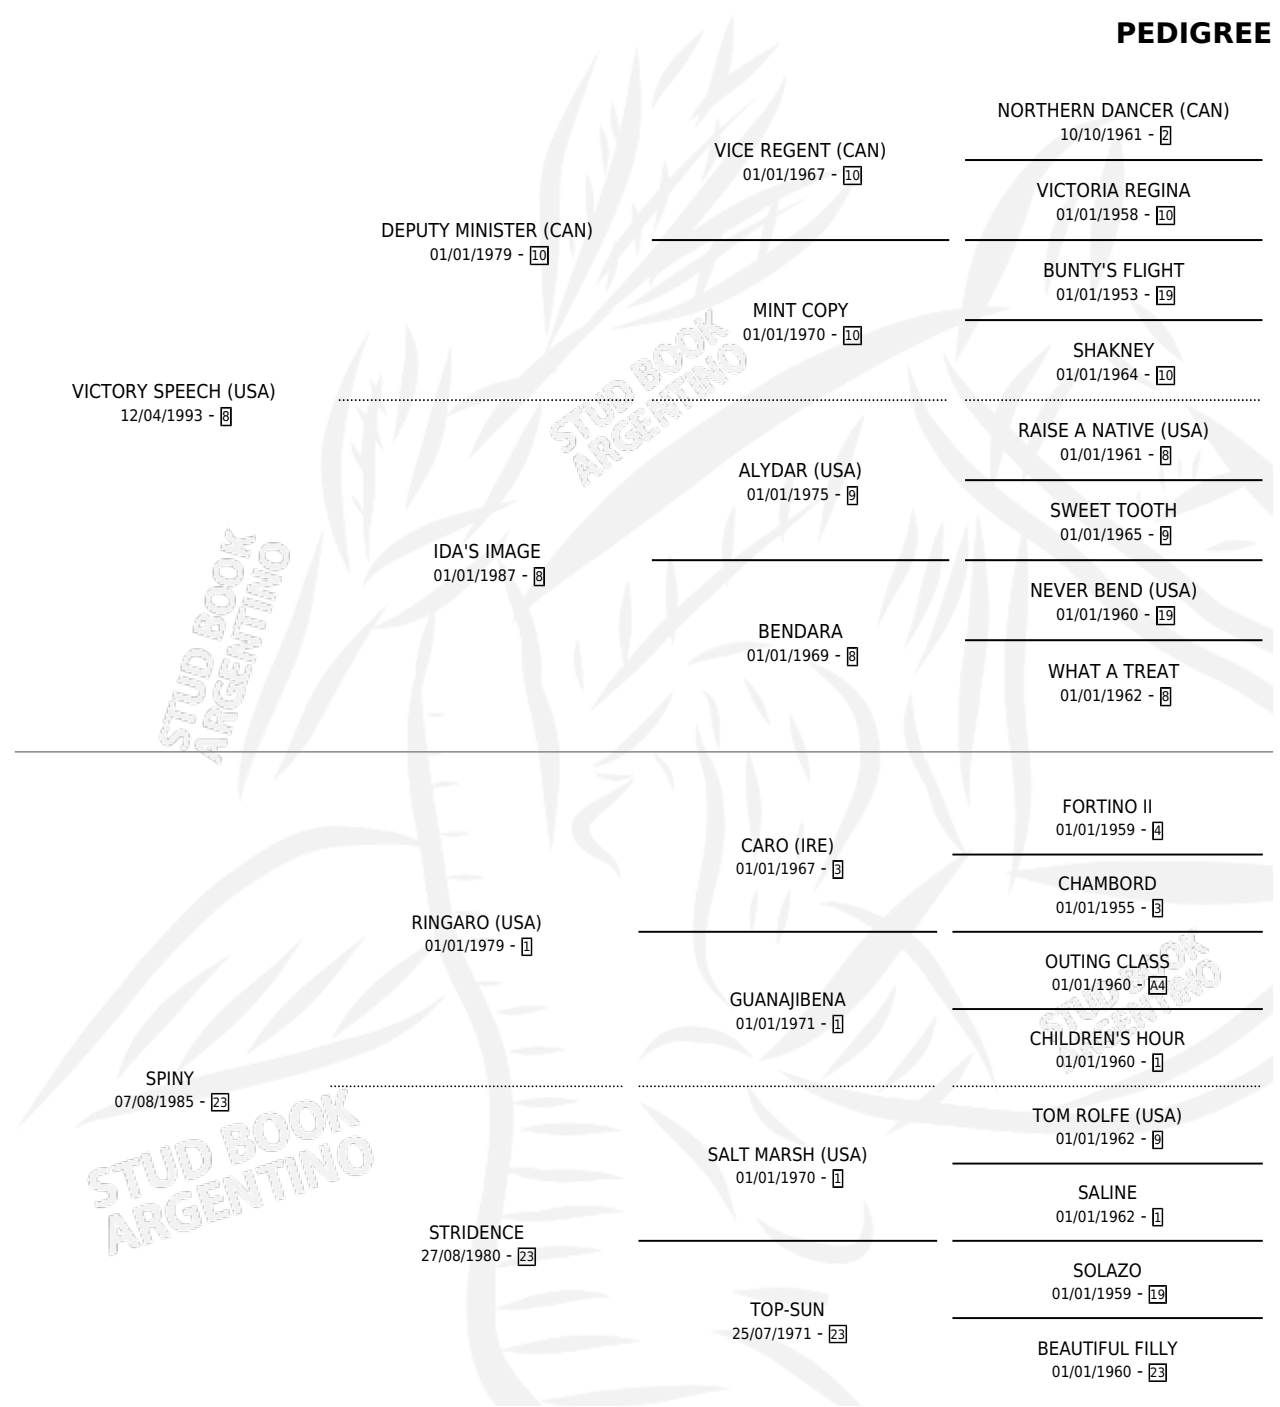 PEDIGREE
VICTORY SPEECH (USA)
12/04/1993 - 8
DEPUTY MINISTER (CAN)
01/01/1979 - 10
VICE REGENT (CAN)
01/01/1967 - 10
NORTHERN DANCER (CAN)
10/10/1961 - 2
VICTORIA REGINA
01/01/1958 - 10
MINT COPY
01/01/1970 - 10
BUNTY'S FLIGHT
01/01/1953 - 19
SHAKNEY
01/01/1964 - 10
IDA'S IMAGE
01/01/1987 - 8
ALYDAR (USA)
01/01/1975 - 9
RAISE A NATIVE (USA)
01/01/1961 - 8
SWEET TOOTH
01/01/1965 - 9
BENDARA
01/01/1969 - 8
NEVER BEND (USA)
01/01/1960 - 19
WHAT A TREAT
01/01/1962 - 8
SPINY
07/08/1985 - 23
RINGARO (USA)
01/01/1979 - 1
CARO (IRE)
01/01/1967 - 3
FORTINO II
01/01/1959 - 4
CHAMBORD
01/01/1955 - 3
GUANAJIBENA
01/01/1971 - 1
OUTING CLASS
01/01/1960 - A4
CHILDREN'S HOUR
01/01/1960 - 1
STRIDENCE
27/08/1980 - 23
SALT MARSH (USA)
01/01/1970 - 1
TOM ROLFE (USA)
01/01/1962 - 9
SALINE
01/01/1962 - 1
TOP-SUN
25/07/1971 - 23
SOLAZO
01/01/1959 - 19
BEAUTIFUL FILLY
01/01/1960 - 23
STUD BOOK
ARGENTINO
STUD BOOK
ARGENTINO
STUD BOOK
ARGENTINO
STUD BOOK
ARGENTINO